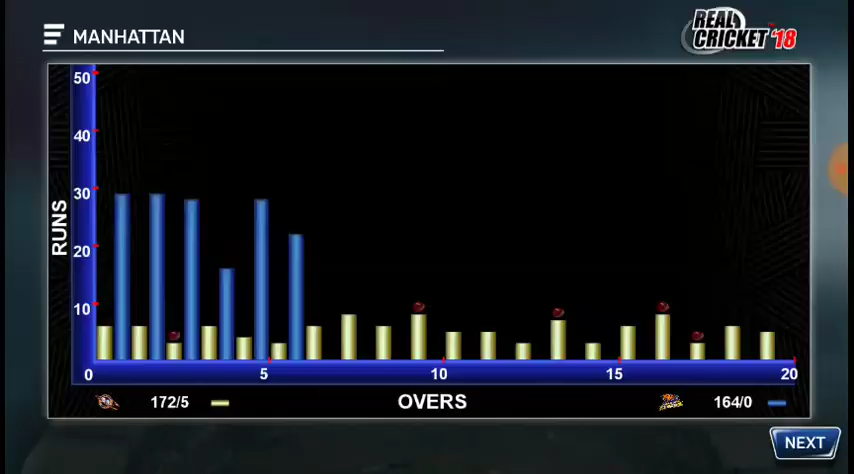 MANHATTAN
REAL
CRICKET '18
50
40
30
20
10
RUNS
0 5 10 15 20
172/5 OVERS 164/0
NEXT